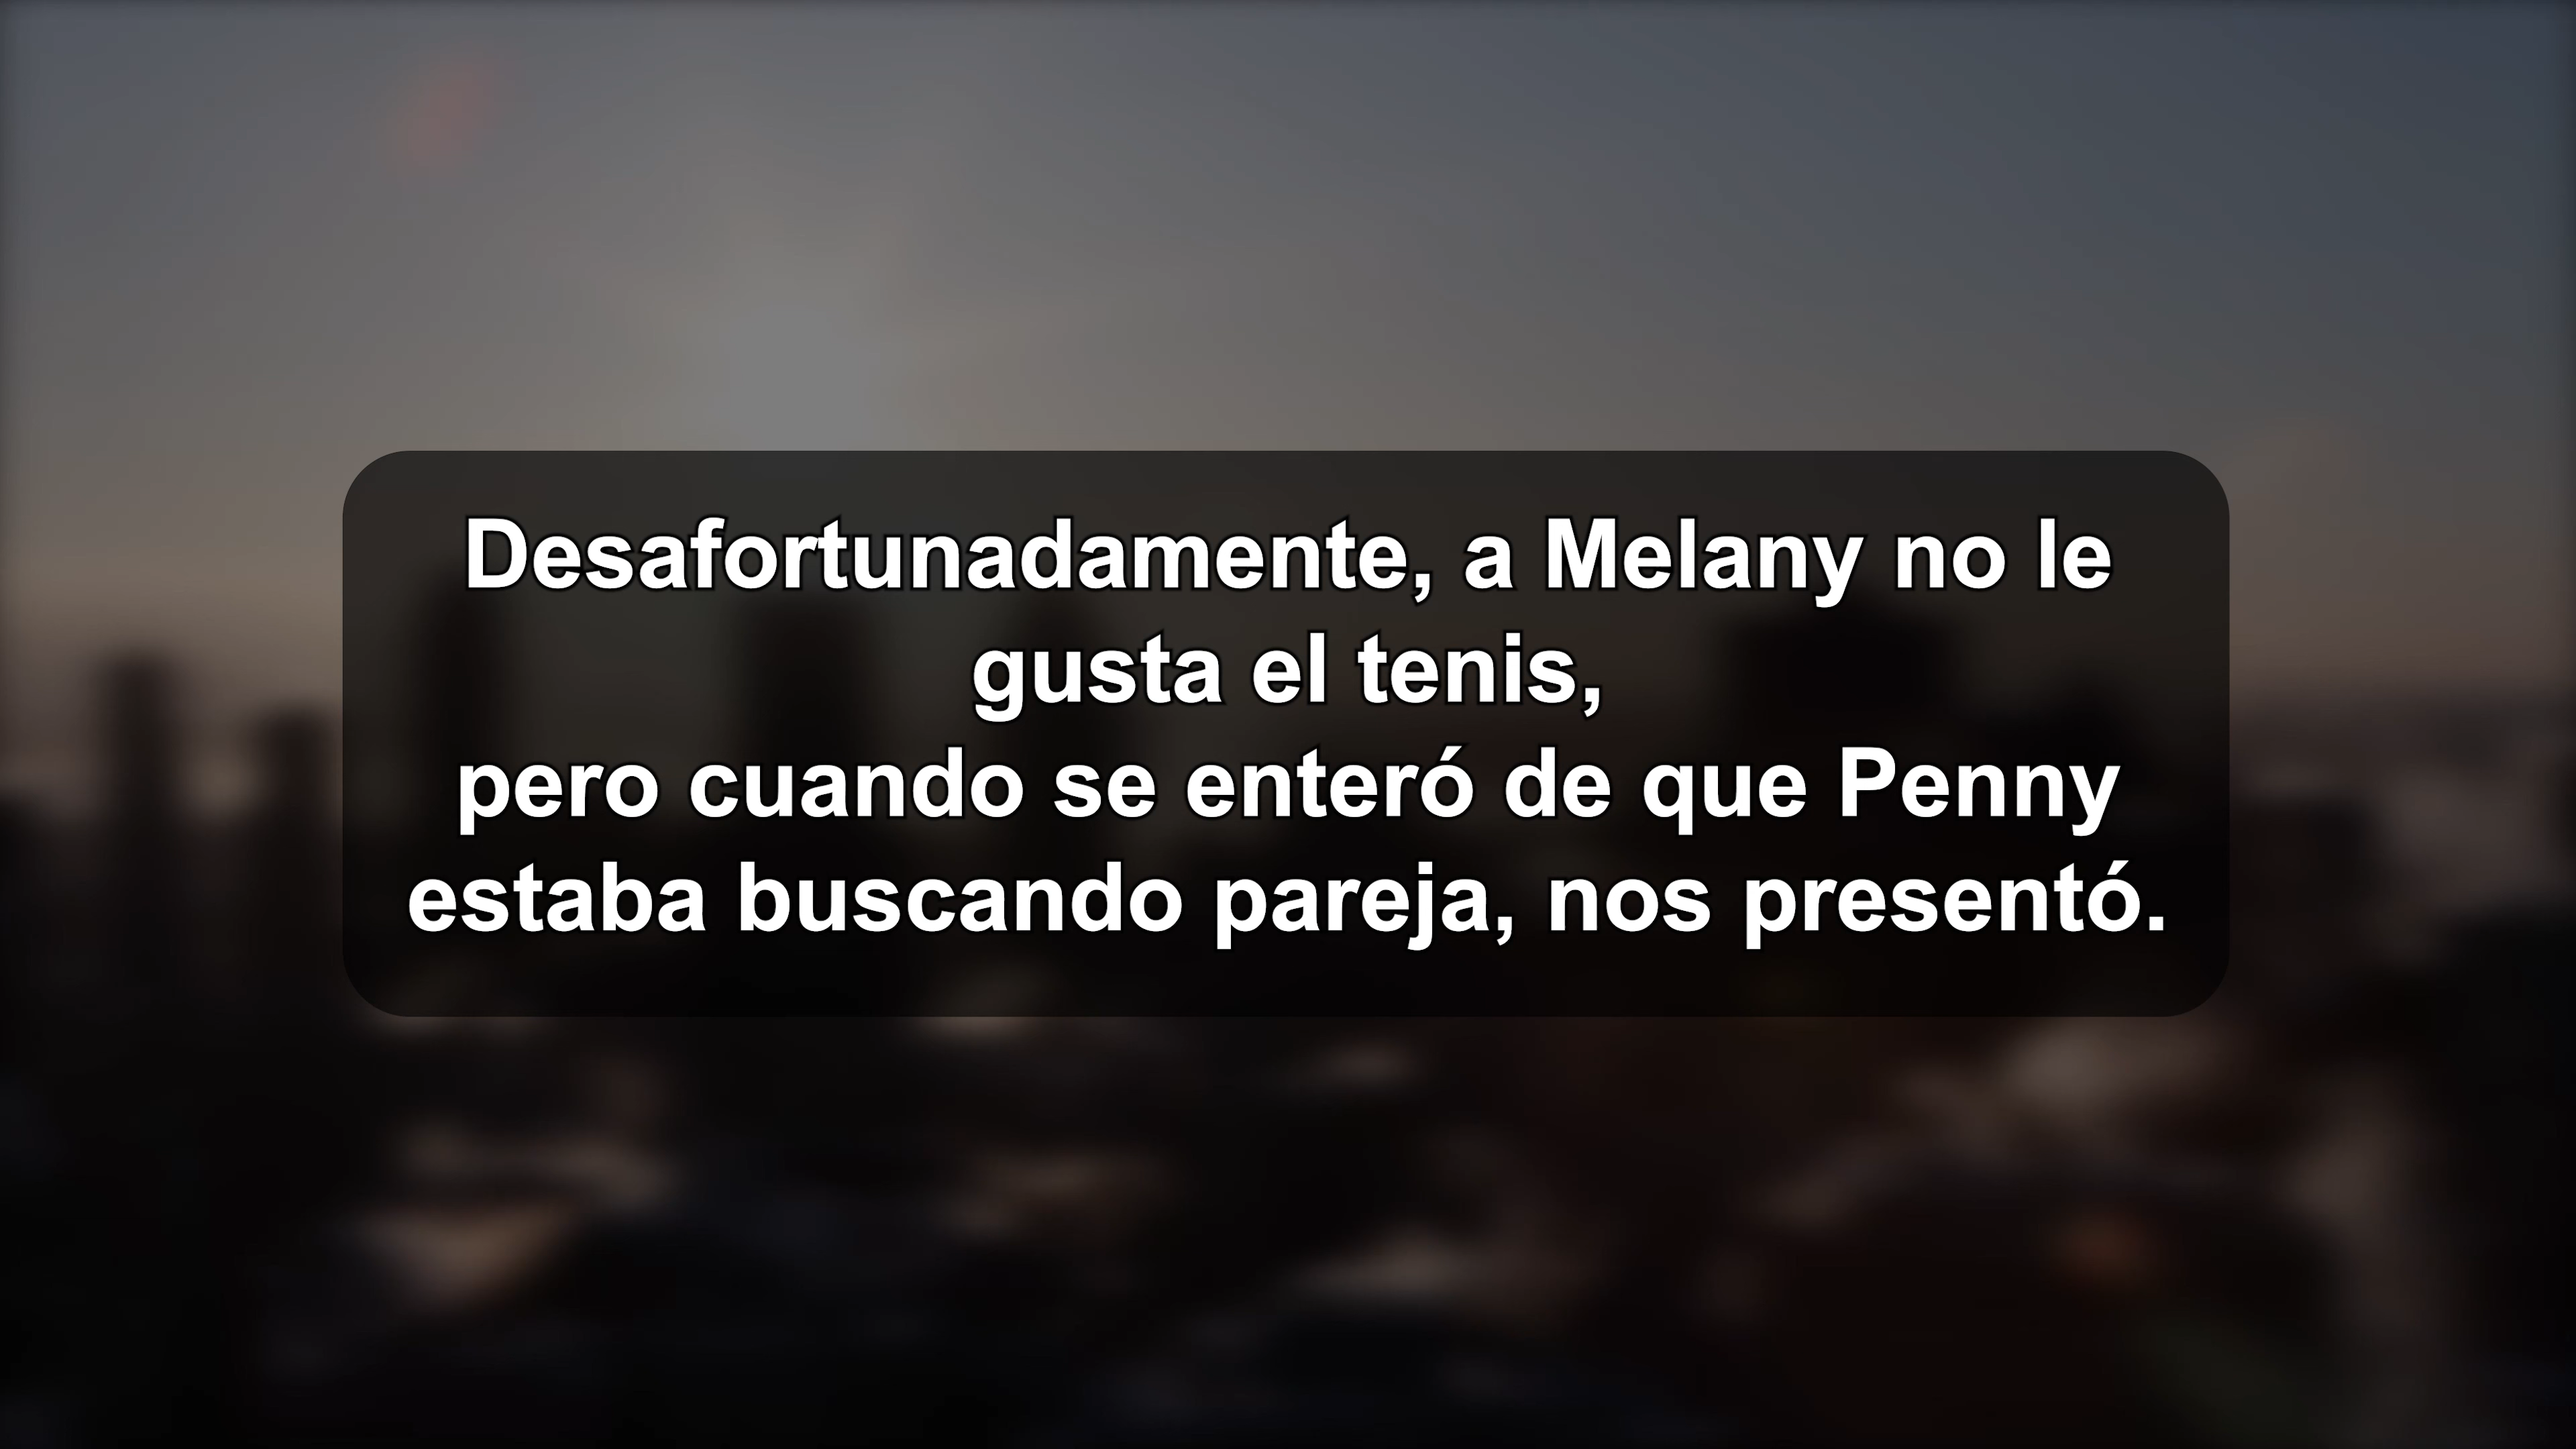 Desafortunadamente, a Melany no le
gusta el tenis,
pero cuando se enteró de que Penny
estaba buscando pareja, nos presentó.